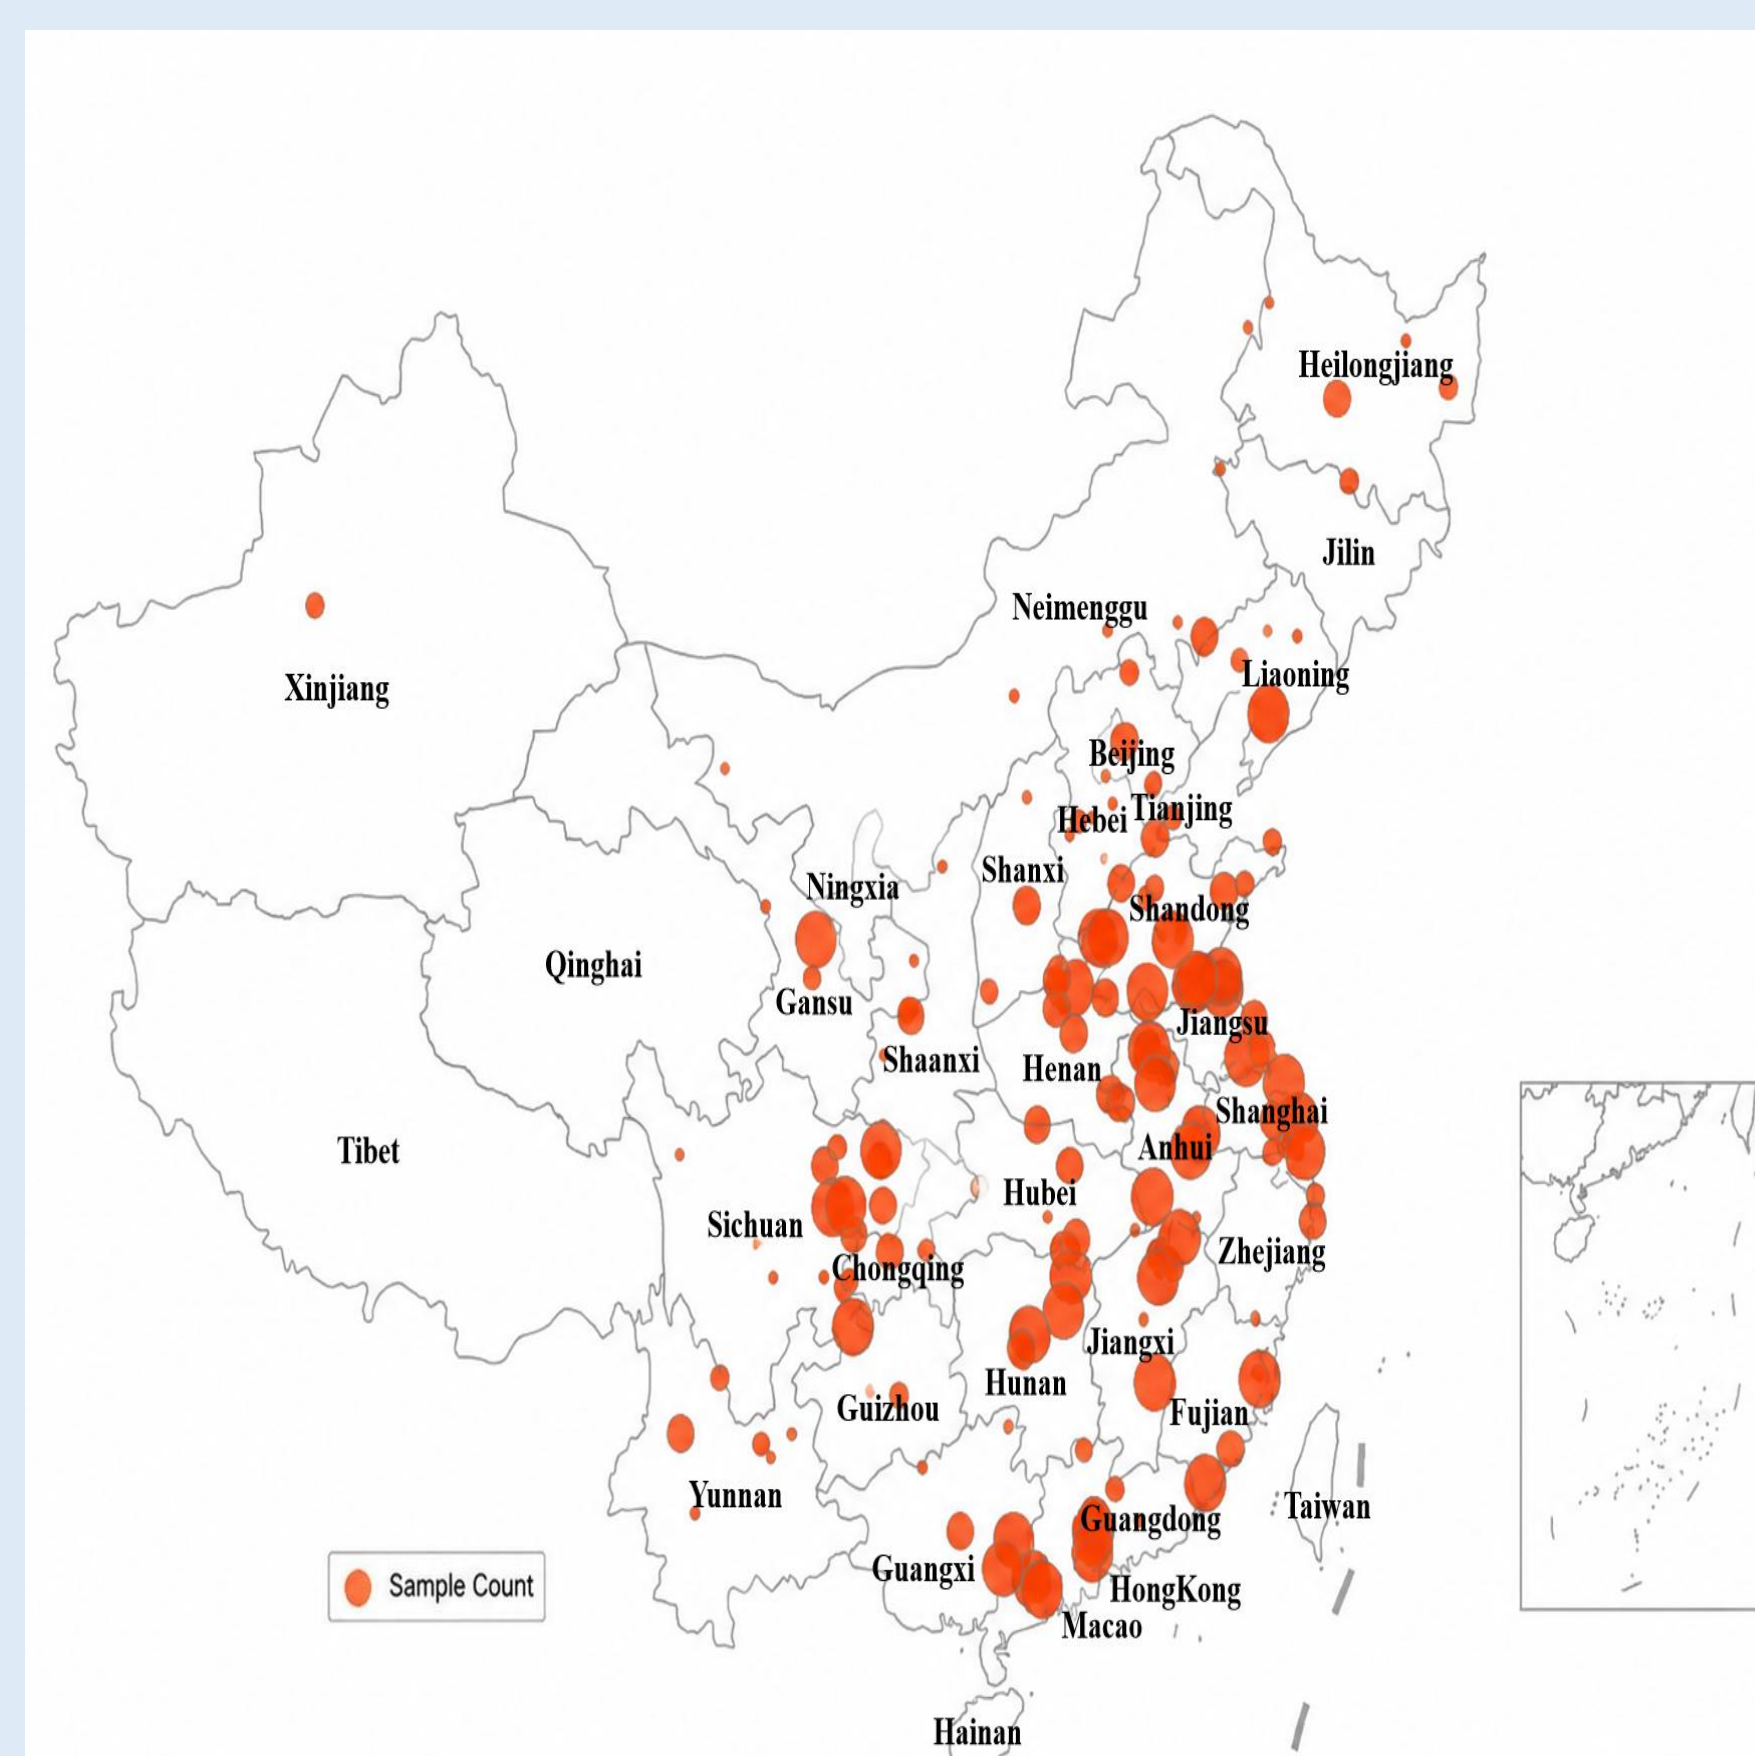 Heilongjiang
Jilin
Neimenggu
Liaoning
Xinjiang
Beijing
Tianjing
Hebei
Shanxi
Ningxia
Shandong
Qinghai
Gansu
Jiangsu
Shaanxi
Henan
Shanghai
Anhui
Tibet
Hubei
Sichuan
Zhejiang
Chongqing
Jiangxi
Hunan
Guizhou
Fujian
Yunnan
Taiwan
Guangdong
Guangxi
Sample Count
HongKong
Macao
Hainan